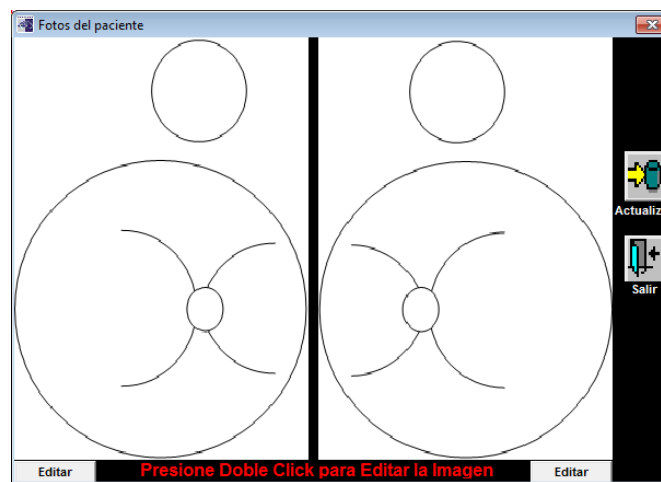 Fotos del paciente
Actualiz
Salir
Editar
Presione Doble Click para Editar la Imagen
Editar